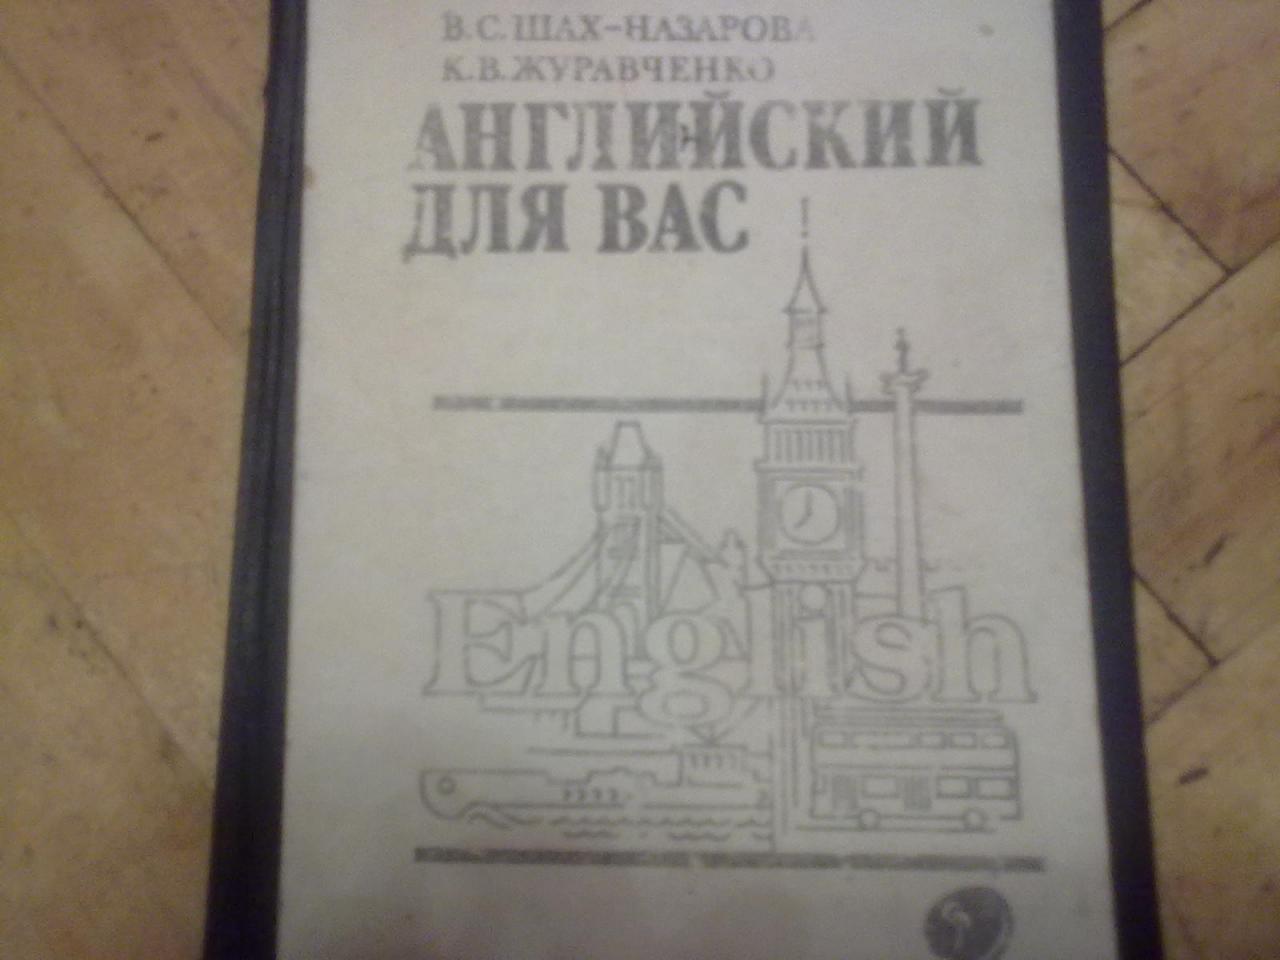 В.С.ШАХ-НАЗАРОВА
К.В.ЖУРАВЧЕНКО
АНГЛИЙСКИЙ
ДЛЯ ВАС
English